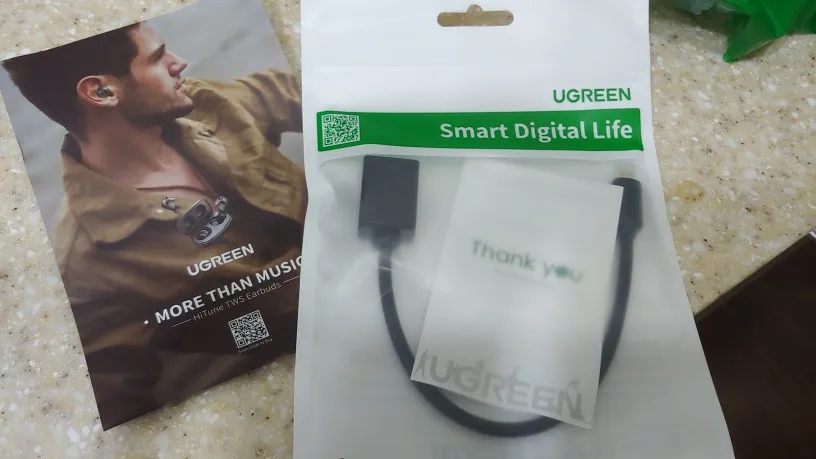 UGREEN
MORE THAN MUSIC
HiTune TWS Earbuds
UGREEN
Smart Digital Life
Thank you
UGREEN